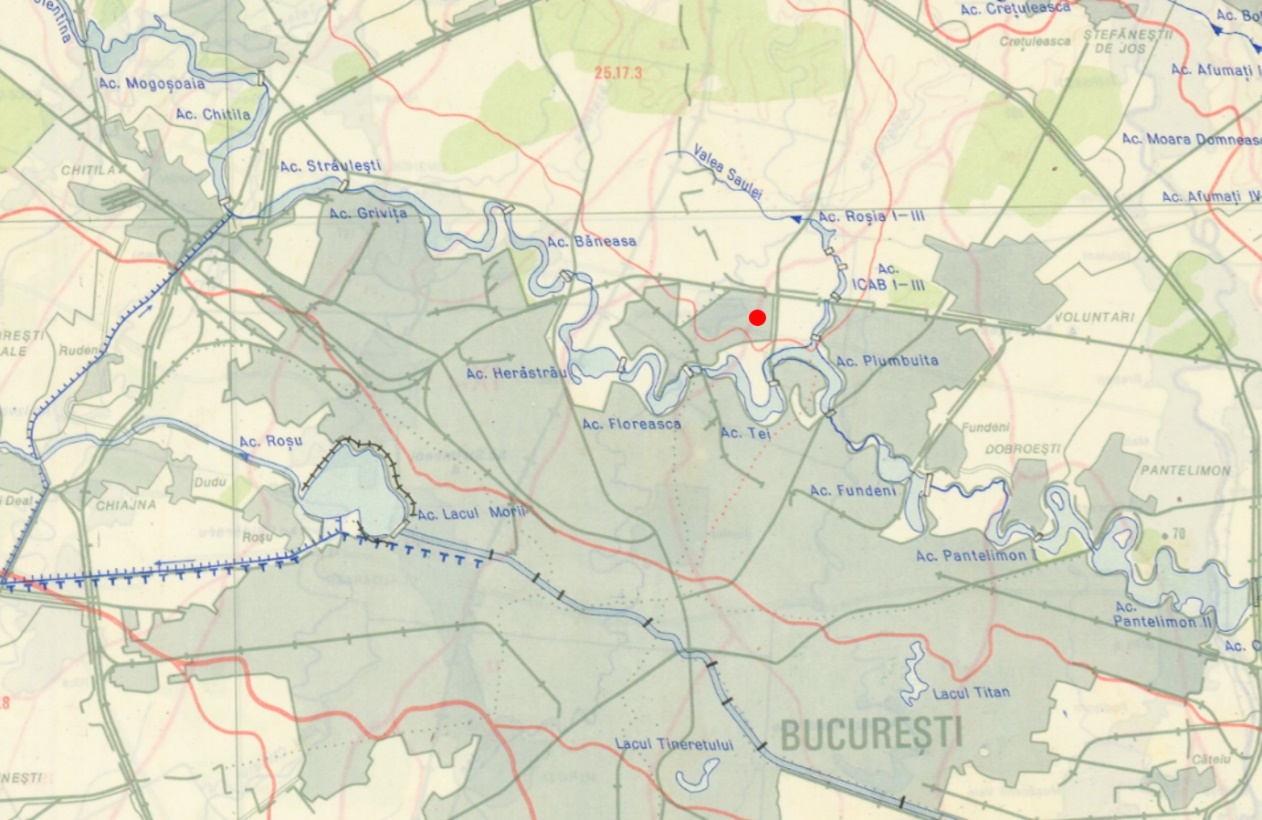 Ac. Crețuleasca
Crețuleasca
ȘTEFĂNEȘTII
DE JOS
Ac. Afumați I
25.17.3
Ac. Mogoșoaia
Ac. Chitila
Ac. Moara Domneasc
CHITILA
Ac. Străulești
Valea Saulei
Ac. Afumați IV
Ac. Grivița
Ac. Roșia I-III
Ac. Băneasa
Ac.
ICAB I-III
VOLUNTARI
Ac. Herăstrău
Ac. Plumbuita
Ac. Floreasca
Ac. Tei
Fundeni
DOBROEȘTI
PANTELIMON
Ac. Roșu
Dudu
CHIAJNA
Roșu
Ac. Lacul Morii
Ac. Fundeni
70
Ac. Pantelimon I
Ac.
Pantelimon II
Lacul Titan
BUCUREȘTI
Lacul Tineretului
Cățelu